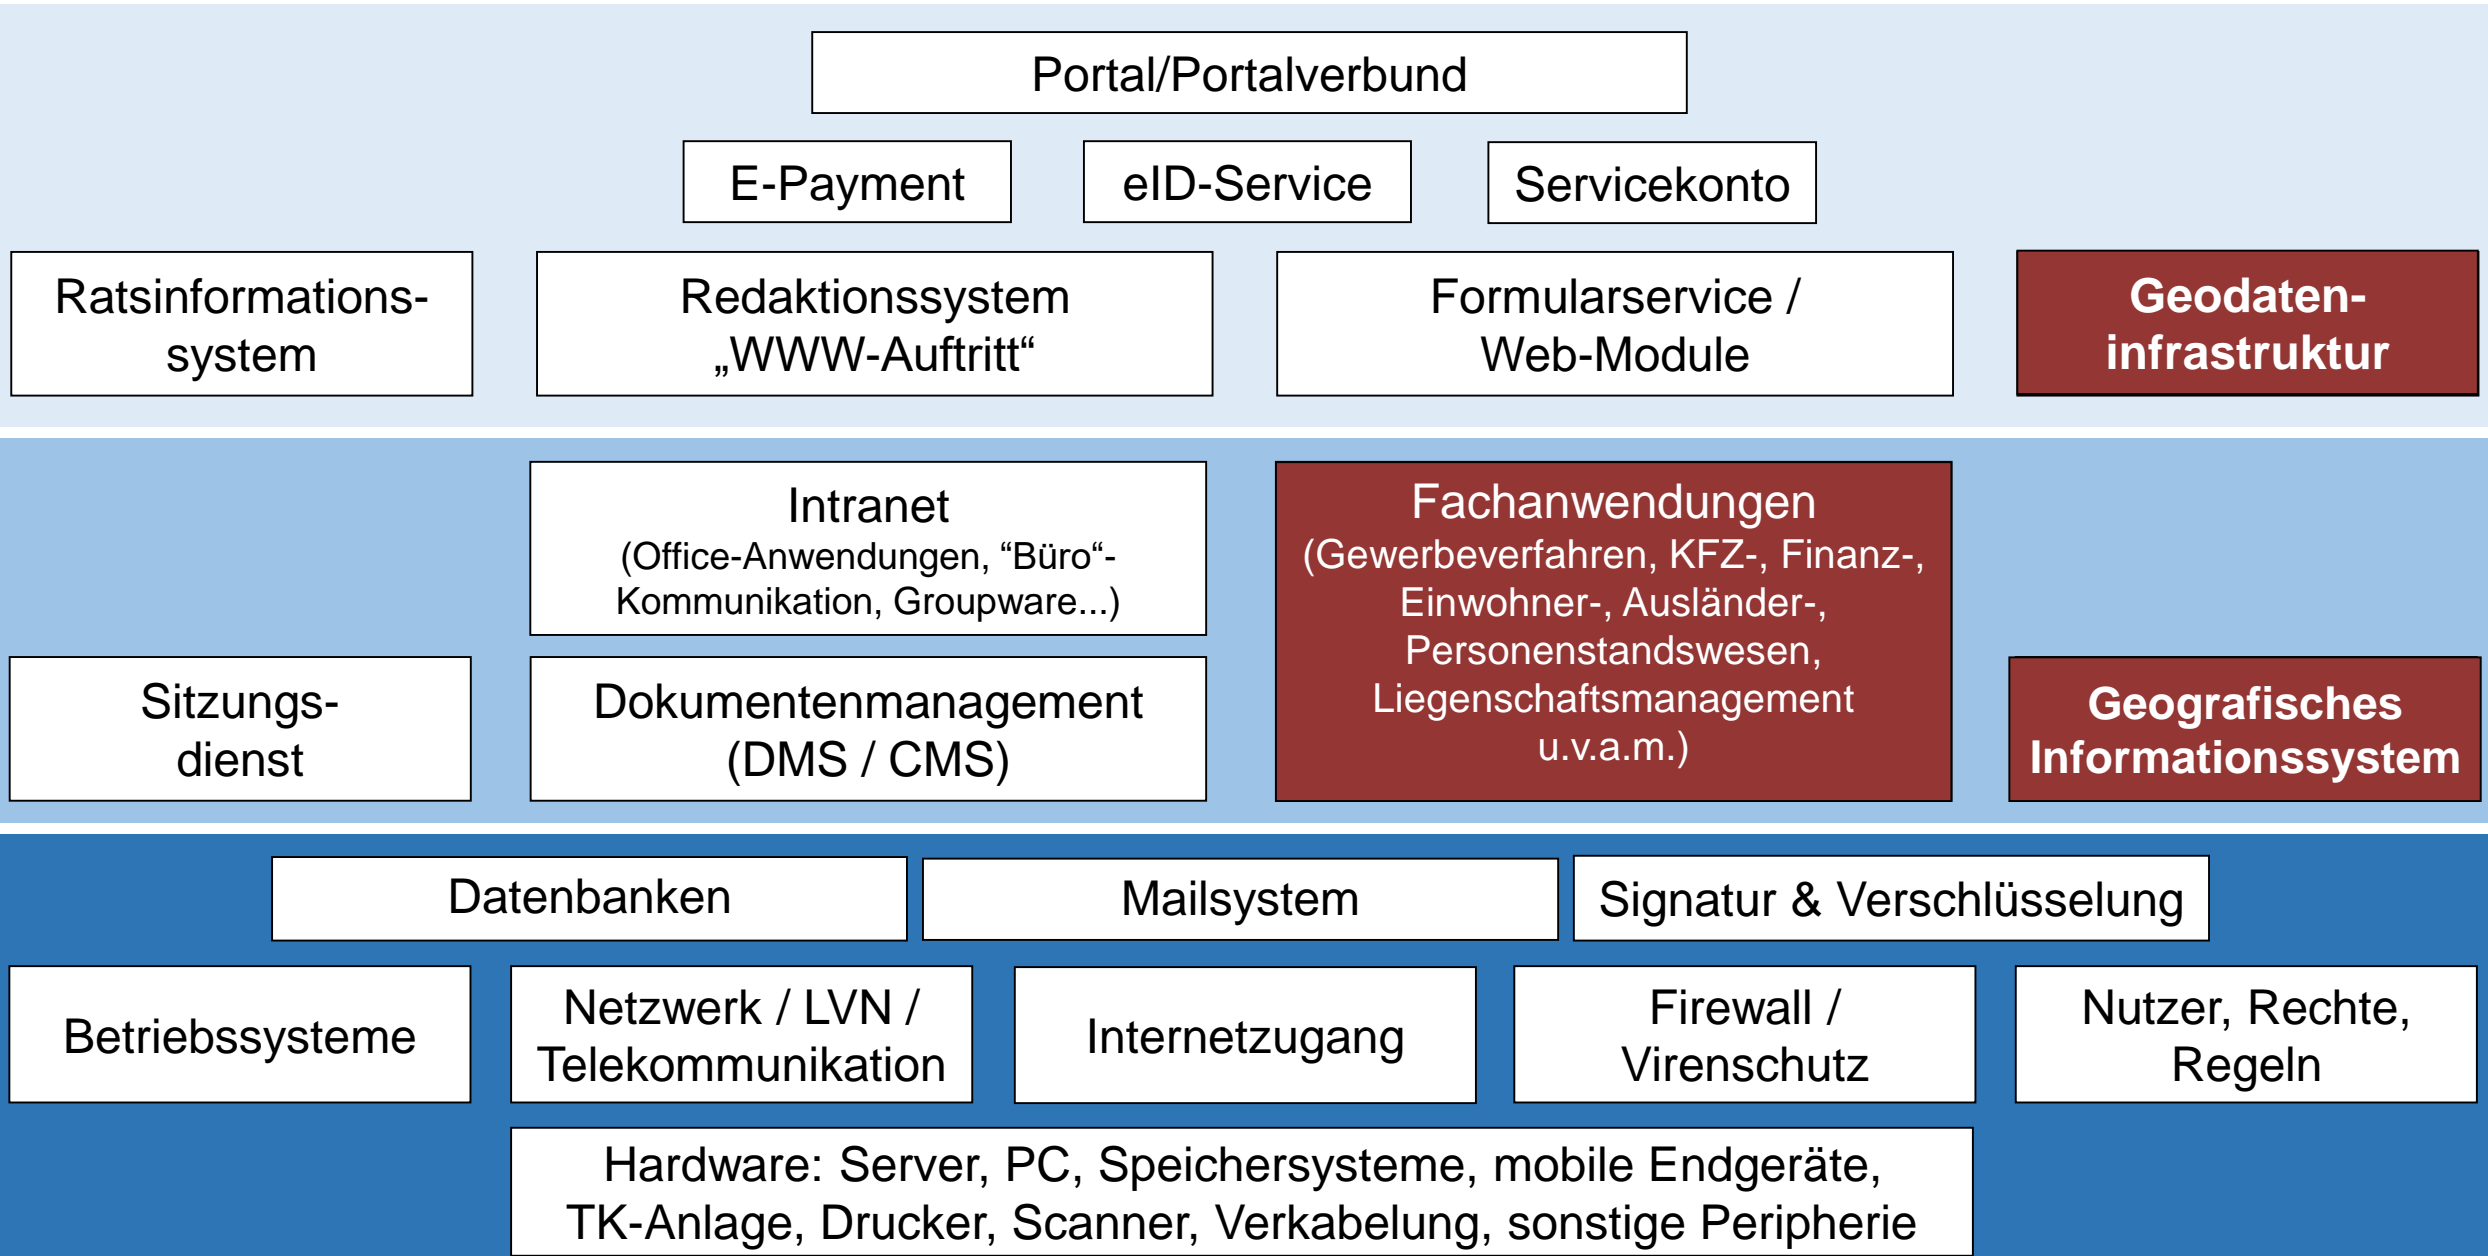 Portal/Portalverbund
E-Payment
eID-Service
Servicekonto
Ratsinformations-
system
Redaktionssystem
„WWW-Auftritt“
Formularservice /
Web-Module
Geodaten-
infrastruktur
Intranet
(Office-Anwendungen, “Büro“-
Kommunikation, Groupware...)
Fachanwendungen
(Gewerbeverfahren, KFZ-, Finanz-,
Einwohner-, Ausländer-,
Personenstandswesen,
Liegenschaftsmanagement
u.v.a.m.)
Sitzungs-
dienst
Dokumentenmanagement
(DMS / CMS)
Geografisches
Informationssystem
Datenbanken
Mailsystem
Signatur & Verschlüsselung
Betriebssysteme
Netzwerk / LVN /
Telekommunikation
Internetzugang
Firewall /
Virenschutz
Nutzer, Rechte,
Regeln
Hardware: Server, PC, Speichersysteme, mobile Endgeräte,
TK-Anlage, Drucker, Scanner, Verkabelung, sonstige Peripherie